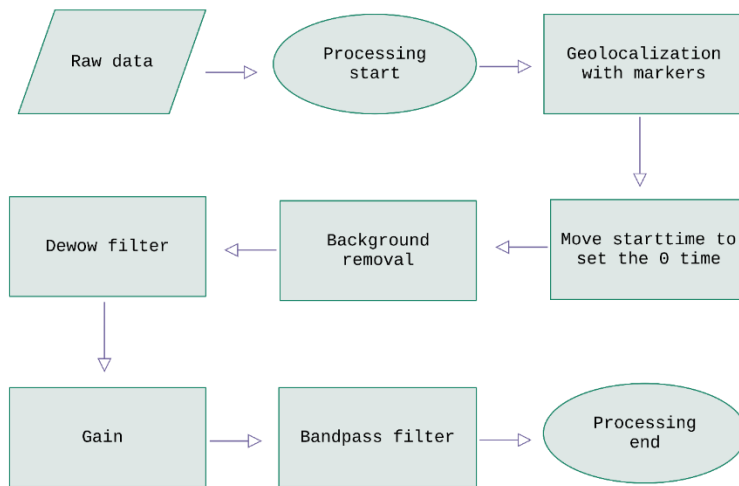 Raw data
Processing
start
Geolocalization
with markers
Move starttime to
set the 0 time
Background
removal
Dewow filter
Gain
Bandpass filter
Processing
end